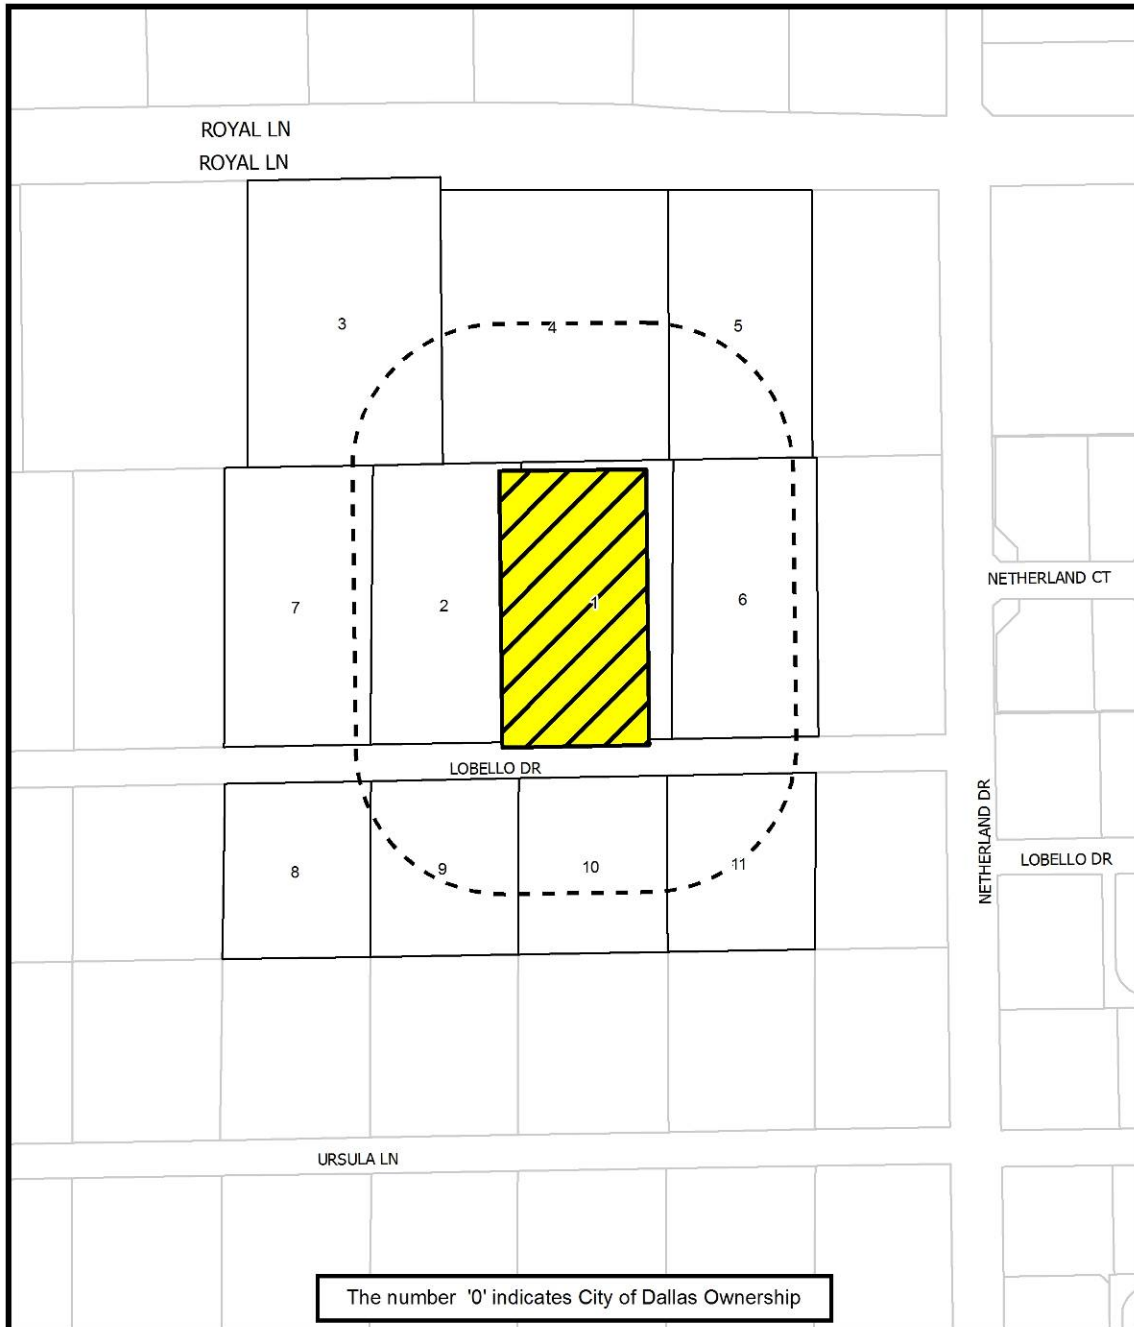 ROYAL LN
ROYAL LN
3
4
5
NETHERLAND CT
7
2
1
6
LOBELLO DR
NETHERLAND DR
LOBELLO DR
8
9
10
11
URSULA LN
The number '0' indicates City of Dallas Ownership